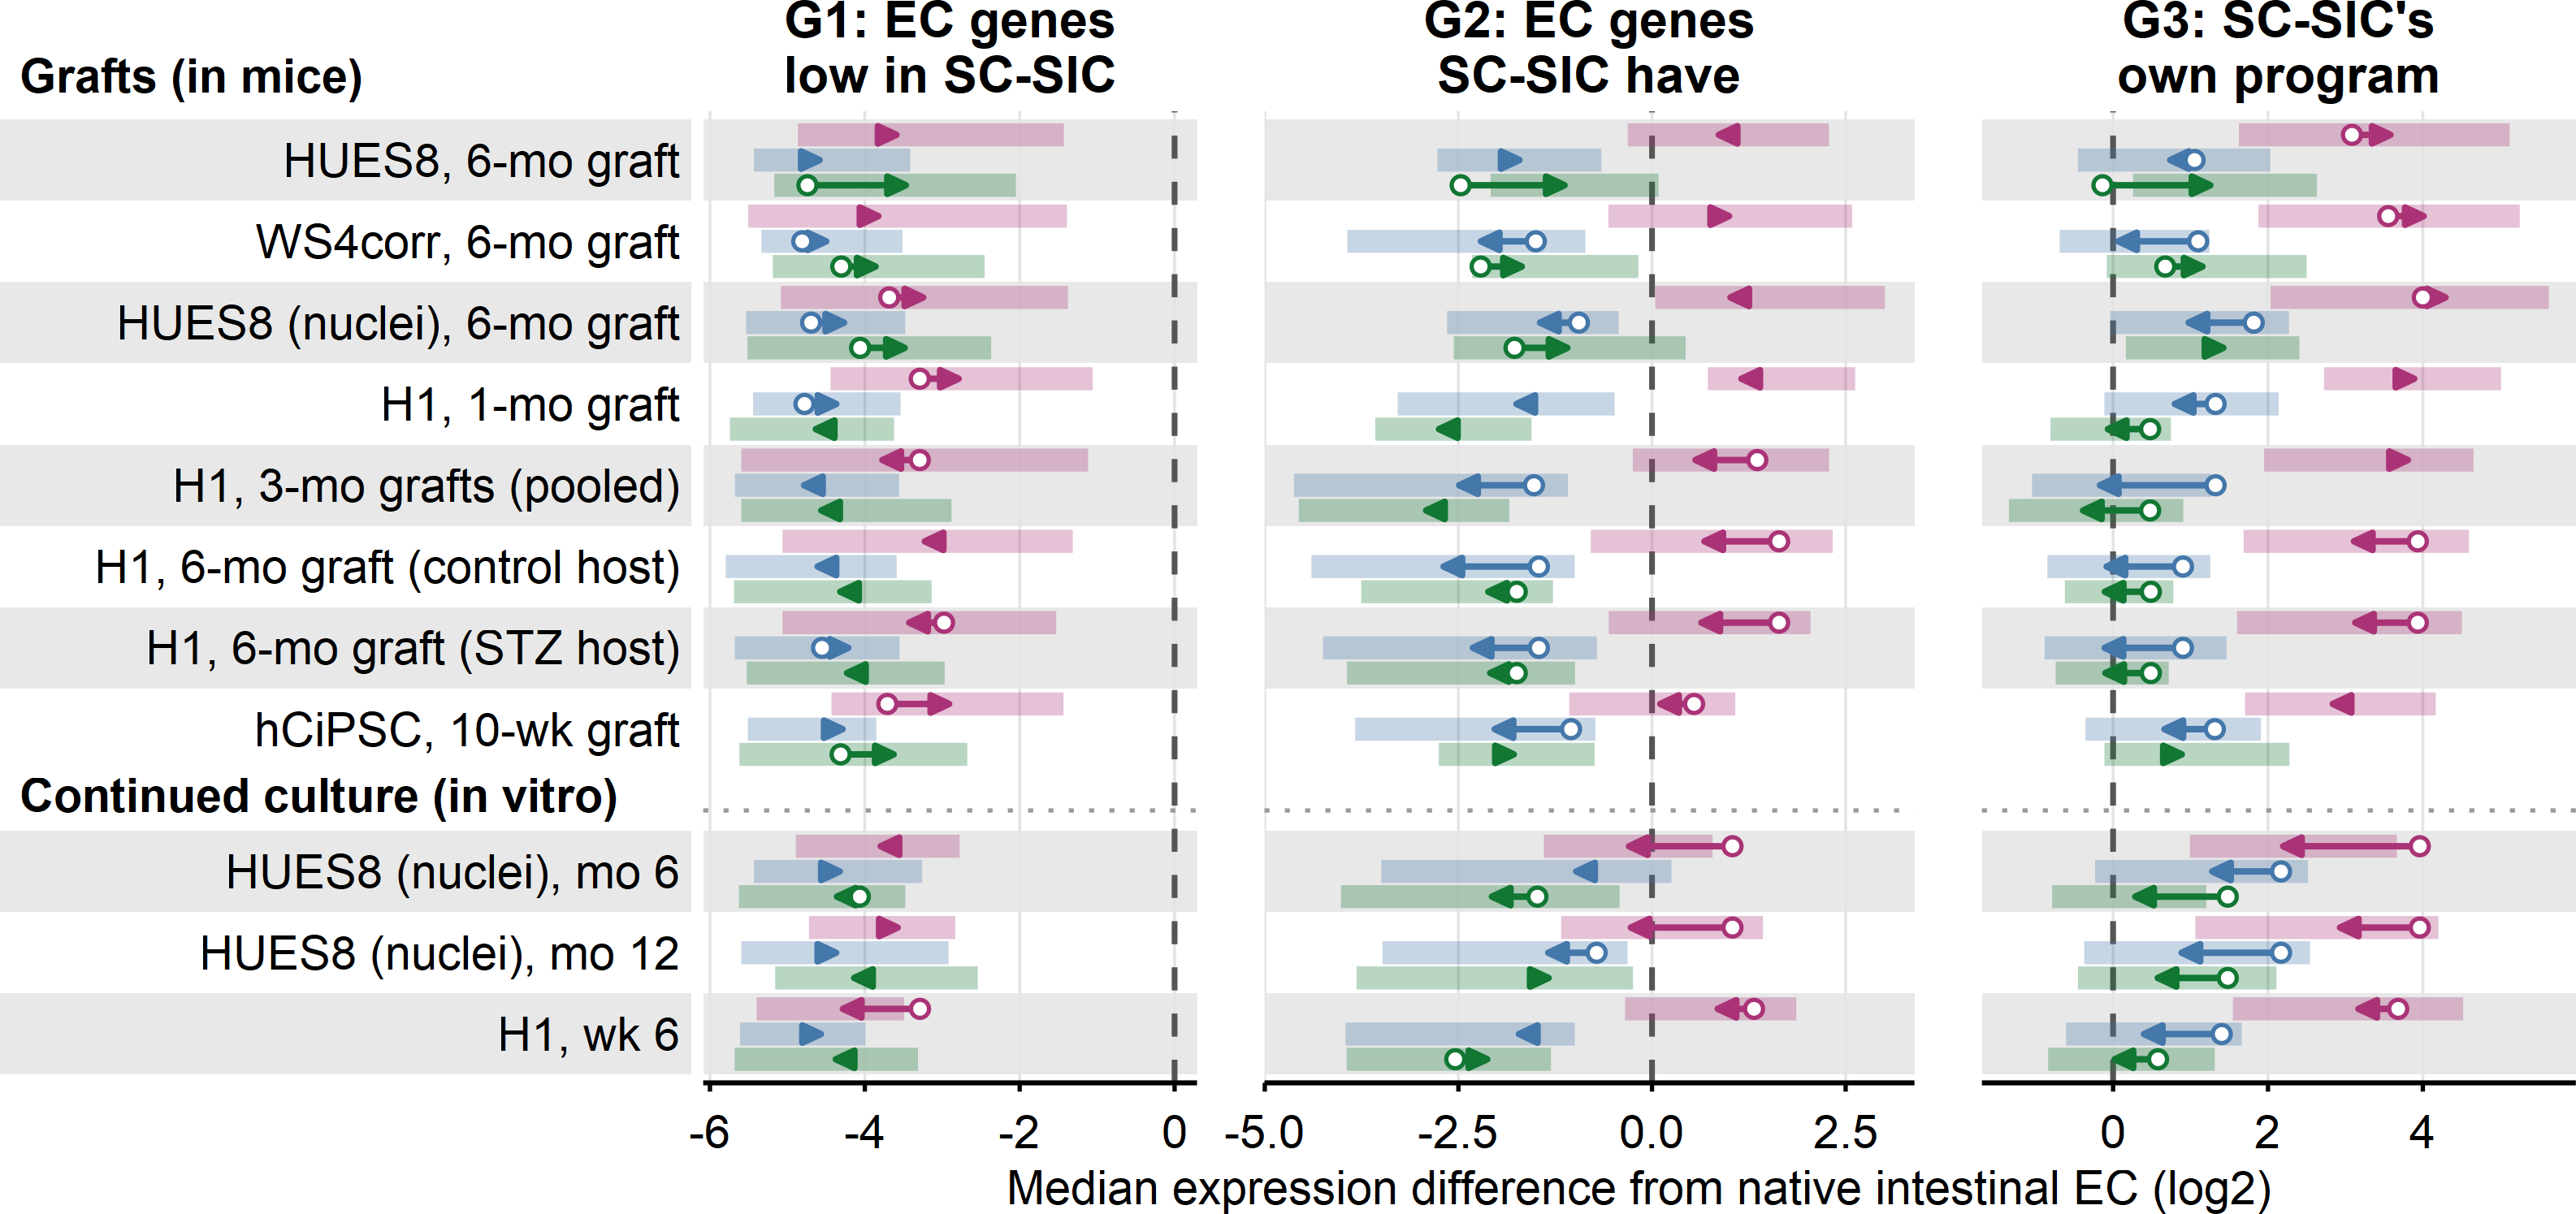 G1: EC genes
low in SC-SIC
G2: EC genes
SC-SIC have
G3: SC-SIC's
own program
Grafts (in mice)
HUES8, 6-mo graft
WS4corr, 6-mo graft
HUES8 (nuclei), 6-mo graft
H1, 1-mo graft
H1, 3-mo grafts (pooled)
H1, 6-mo graft (control host)
H1, 6-mo graft (STZ host)
hCiPSC, 10-wk graft
Continued culture (in vitro)
HUES8 (nuclei), mo 6
HUES8 (nuclei), mo 12
H1, wk 6
-6 -4 -2 0
-5.0 -2.5 0.0 2.5
0 2 4
Median expression difference from native intestinal EC (log2)